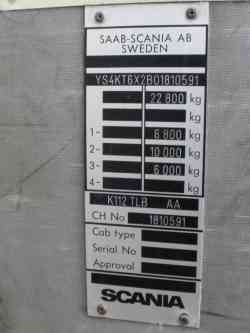 SAAB-SCANIA AB
SWEDEN
YS4KT6X2B01810591
22.800 kg
kg
1- 6.800 kg
2- 10.000 kg
3- 6.000 kg
4- kg
K112 TLB AA
CH No 1810591
Cab type
Serial No
Approval
SCANIA